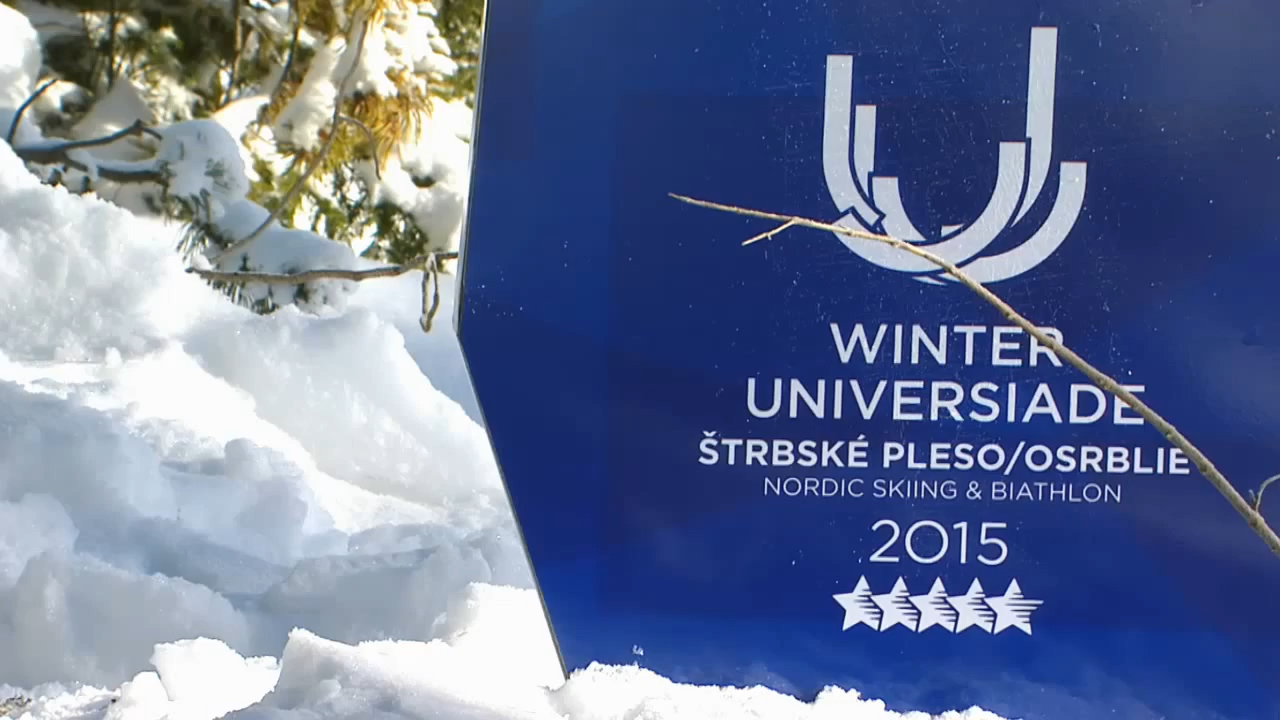 WINTER
UNIVERSIADE
ŠTRBSKÉ PLESO/OSRBLIE
NORDIC SKIING & BIATHLON
2015